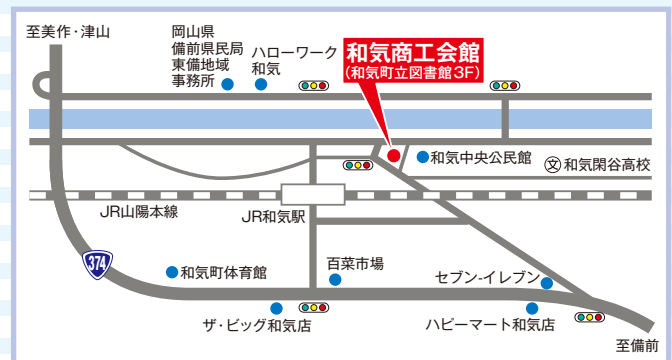 至美作・津山
岡山県
備前県民局
東備地域
事務所
ハローワーク
和気
和気商工会館
(和気町立図書館3F)
和気中央公民館
文 和気閑谷高校
JR山陽本線
JR和気駅
374
和気町体育館
百菜市場
セブン-イレブン
ザ・ビッグ和気店
ハピーマート和気店
至備前